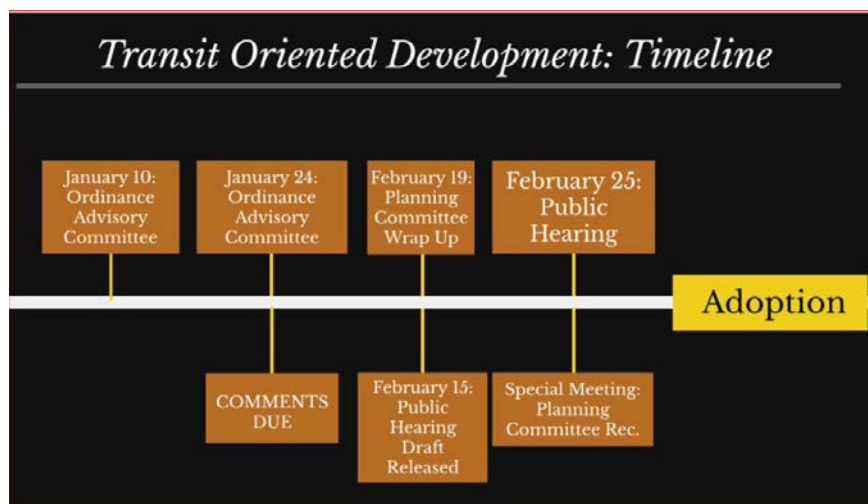 Transit Oriented Development: Timeline
January 10:
Ordinance
Advisory
Committee
January 24:
Ordinance
Advisory
Committee
February 19:
Planning
Committee
Wrap Up
February 25:
Public
Hearing
Adoption
COMMENTS
DUE
February 15:
Public
Hearing
Draft
Released
Special Meeting:
Planning
Committee Rec.